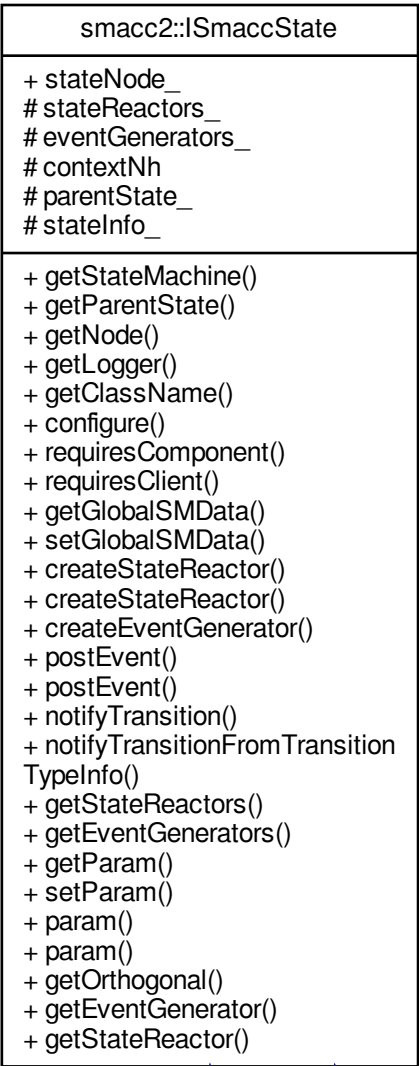 smacc2::ISmaccState
+ stateNode_
# stateReactors_
# eventGenerators_
# contextNh
# parentState_
# stateInfo_
+ getStateMachine()
+ getParentState()
+ getNode()
+ getLogger()
+ getClassName()
+ configure()
+ requiresComponent()
+ requiresClient()
+ getGlobalSMData()
+ setGlobalSMData()
+ createStateReactor()
+ createStateReactor()
+ createEventGenerator()
+ postEvent()
+ postEvent()
+ notifyTransition()
+ notifyTransitionFromTransition
TypeInfo()
+ getStateReactors()
+ getEventGenerators()
+ getParam()
+ setParam()
+ param()
+ param()
+ getOrthogonal()
+ getEventGenerator()
+ getStateReactor()